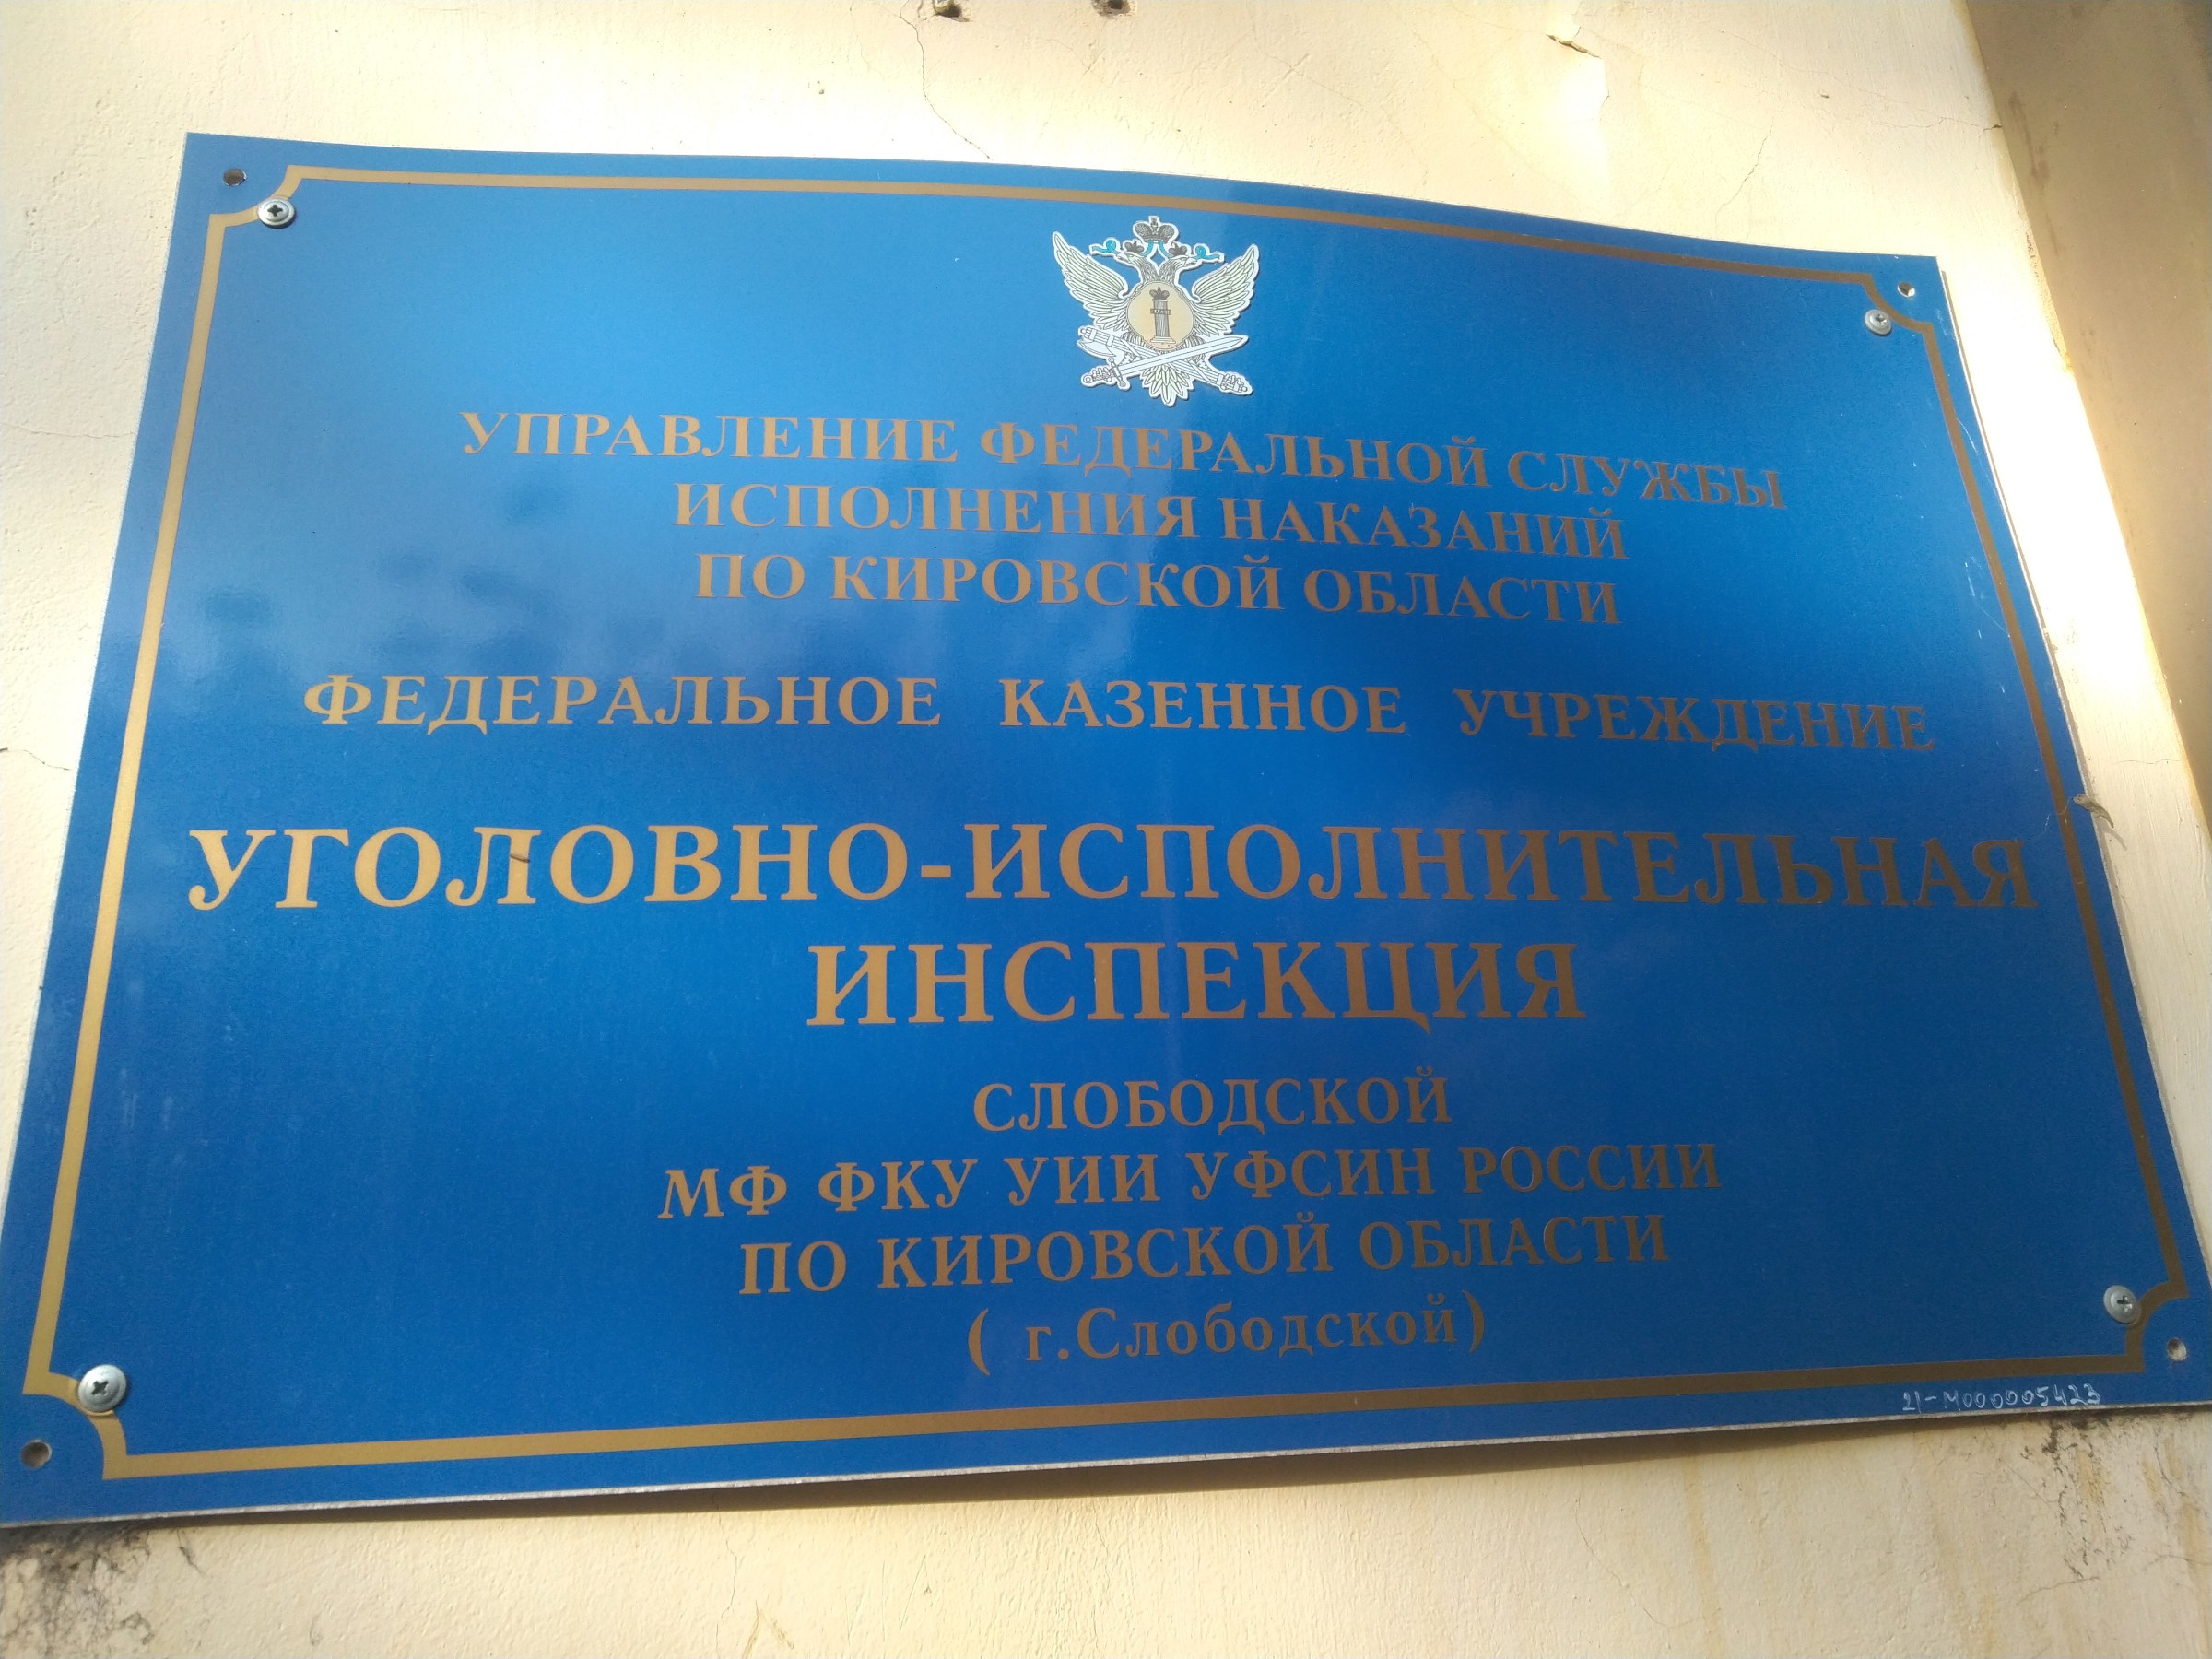 УПРАВЛЕНИЕ ФЕДЕРАЛЬНОЙ СЛУЖБЫ
ИСПОЛНЕНИЯ НАКАЗАНИЙ
ПО КИРОВСКОЙ ОБЛАСТИ
ФЕДЕРАЛЬНОЕ КАЗЕННОЕ УЧРЕЖДЕНИЕ
УГОЛОВНО-ИСПОЛНИТЕЛЬНАЯ
ИНСПЕКЦИЯ
СЛОБОДСКОЙ
МФ ФКУ УИИ УФСИН РОССИИ
ПО КИРОВСКОЙ ОБЛАСТИ
( г.Слободской)
21-М000005423